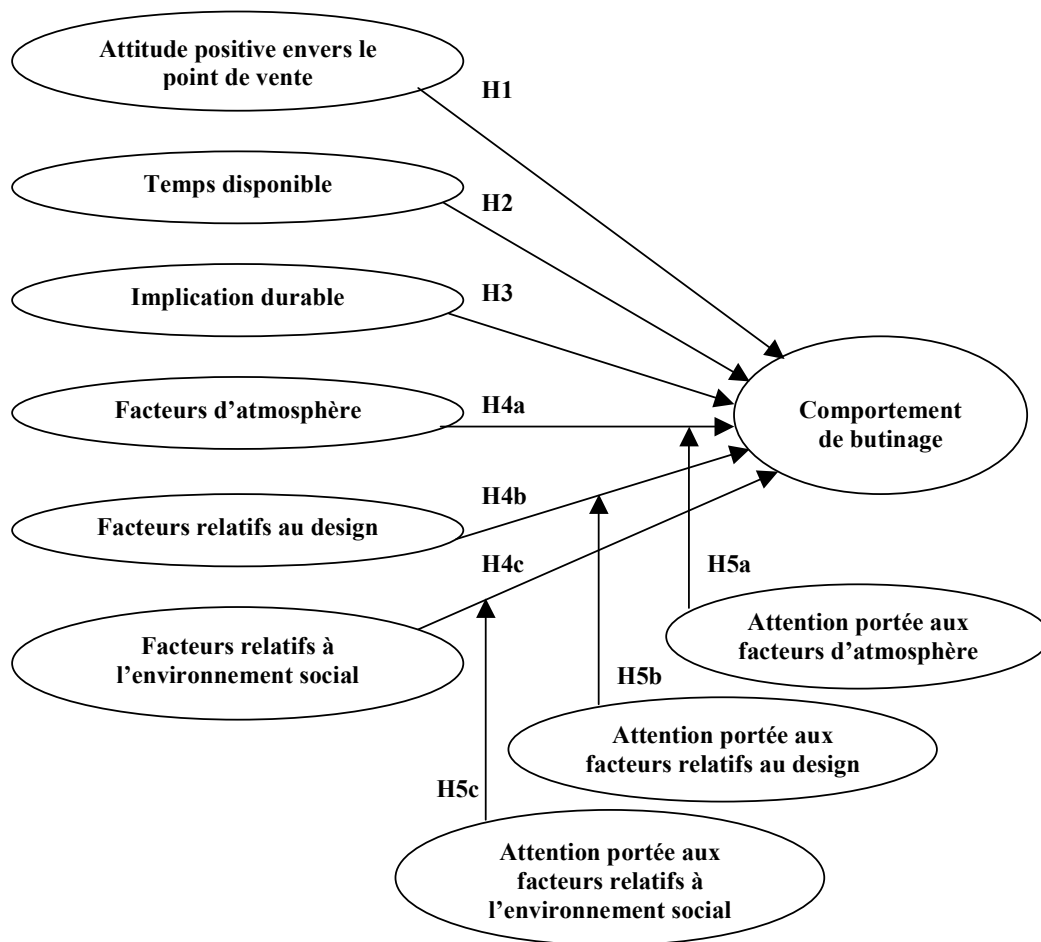 Attitude positive envers le
point de vente
H1
Temps disponible
H2
Implication durable
H3
Facteurs d’atmosphère
H4a
Comportement
de butinage
Facteurs relatifs au design
H4b
H4c
H5a
Facteurs relatifs à
l’environnement social
Attention portée aux
facteurs d’atmosphère
H5b
Attention portée aux
facteurs relatifs au design
H5c
Attention portée aux
facteurs relatifs à
l’environnement social